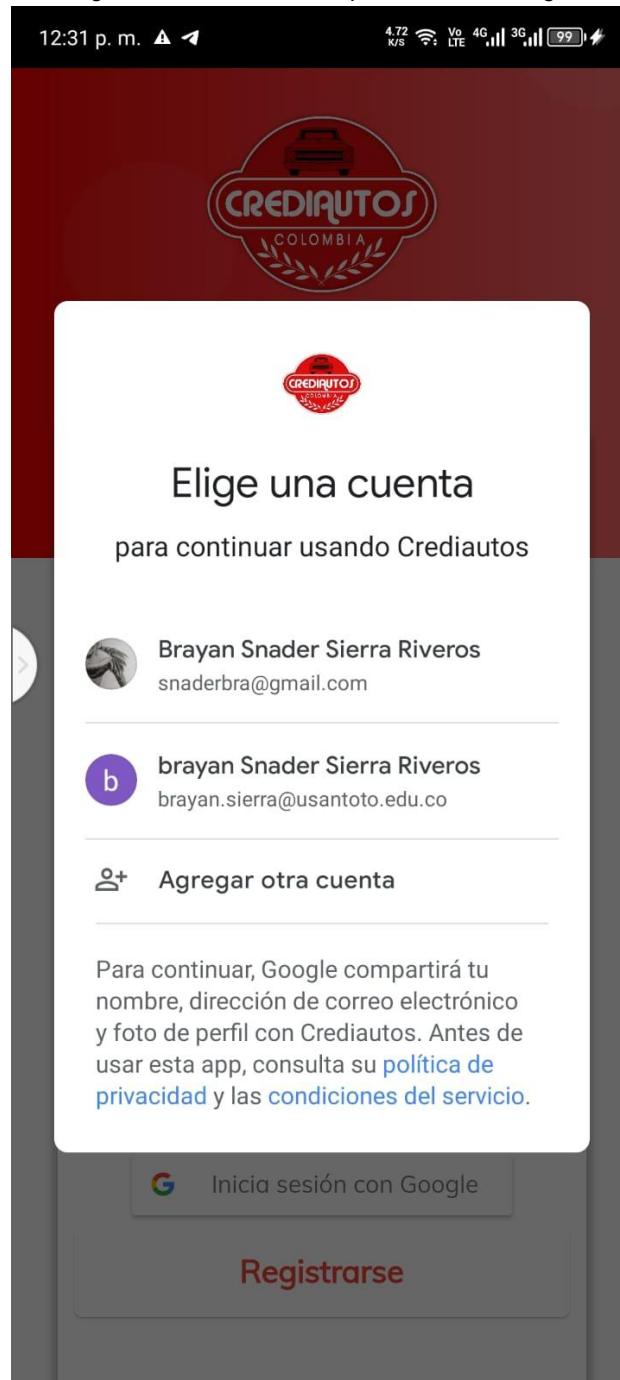 12:31 p. m.
4.72 K/S Vo LTE 4G 3G 99
CREDIAUTOS
COLOMBIA
CREDIAUTOS
COLOMBIA
Elige una cuenta
para continuar usando Crediautos
Brayan Snader Sierra Riveros
snaderbra@gmail.com
b
brayan Snader Sierra Riveros
brayan.sierra@usantoto.edu.co
Agregar otra cuenta
Para continuar, Google compartirá tu
nombre, dirección de correo electrónico
y foto de perfil con Crediautos. Antes de
usar esta app, consulta su política de
privacidad y las condiciones del servicio.
G Inicia sesión con Google
Registrarse